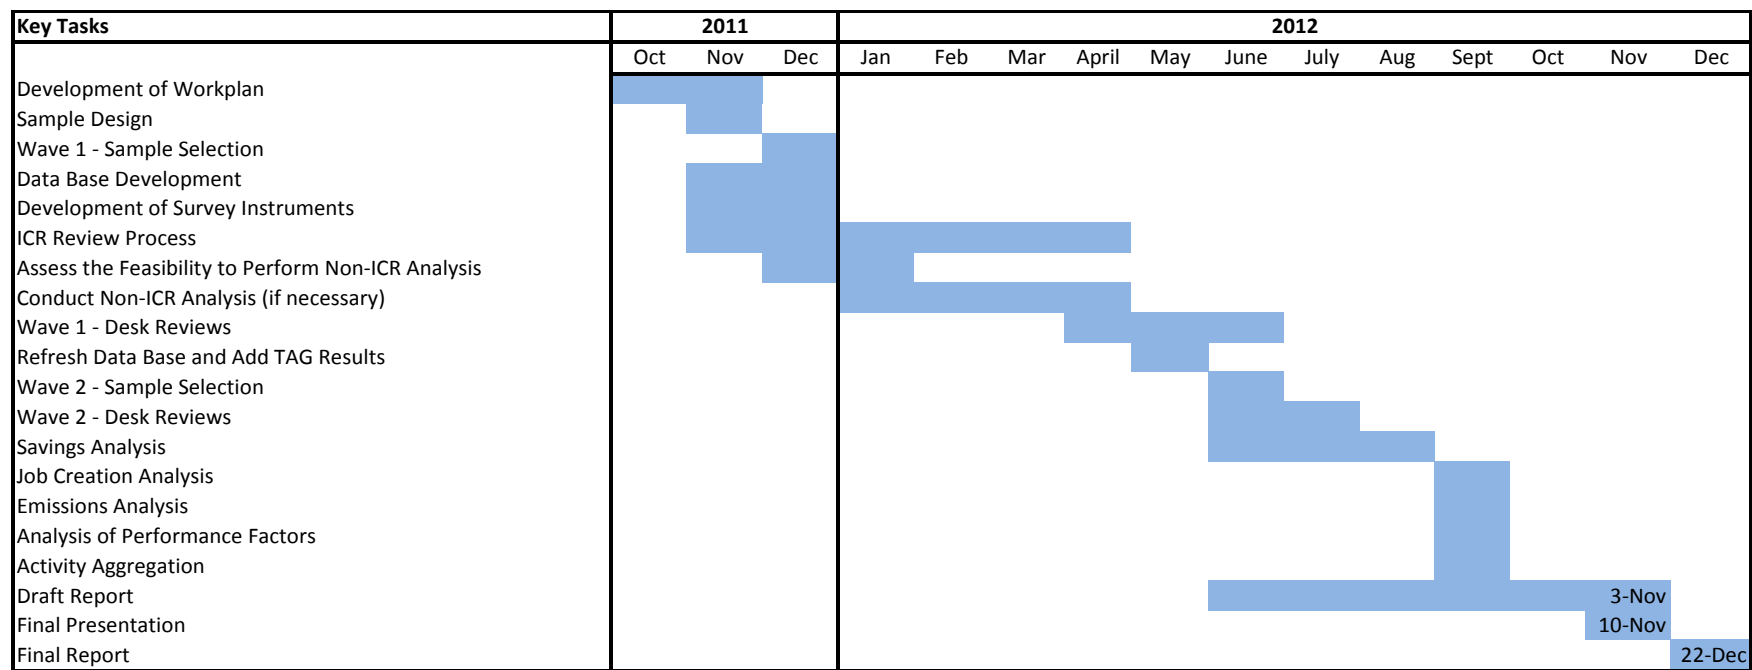 Key Tasks 2011 2012
Oct Nov Dec Jan Feb Mar April May June July Aug Sept Oct Nov Dec
Development of Workplan
Sample Design
Wave 1 - Sample Selection
Data Base Development
Development of Survey Instruments
ICR Review Process
Assess the Feasibility to Perform Non-ICR Analysis
Conduct Non-ICR Analysis (if necessary)
Wave 1 - Desk Reviews
Refresh Data Base and Add TAG Results
Wave 2 - Sample Selection
Wave 2 - Desk Reviews
Savings Analysis
Job Creation Analysis
Emissions Analysis
Analysis of Performance Factors
Activity Aggregation
Draft Report 3-Nov
Final Presentation 10-Nov
Final Report 22-Dec